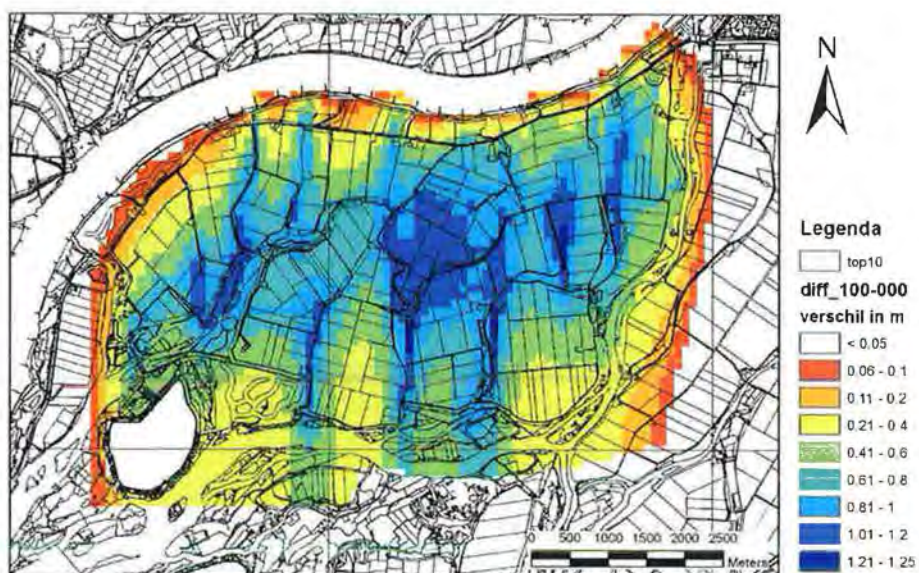 N
Legenda
top10
diff_100-000
verschil in m
< 0.05
0.06 - 0.1
0.11 - 0.2
0.21 - 0.4
0.41 - 0.6
0.61 - 0.8
0.81 - 1
1.01 - 1.2
1.21 - 1.25
0 500 1000 1500 2000 2500
Meters